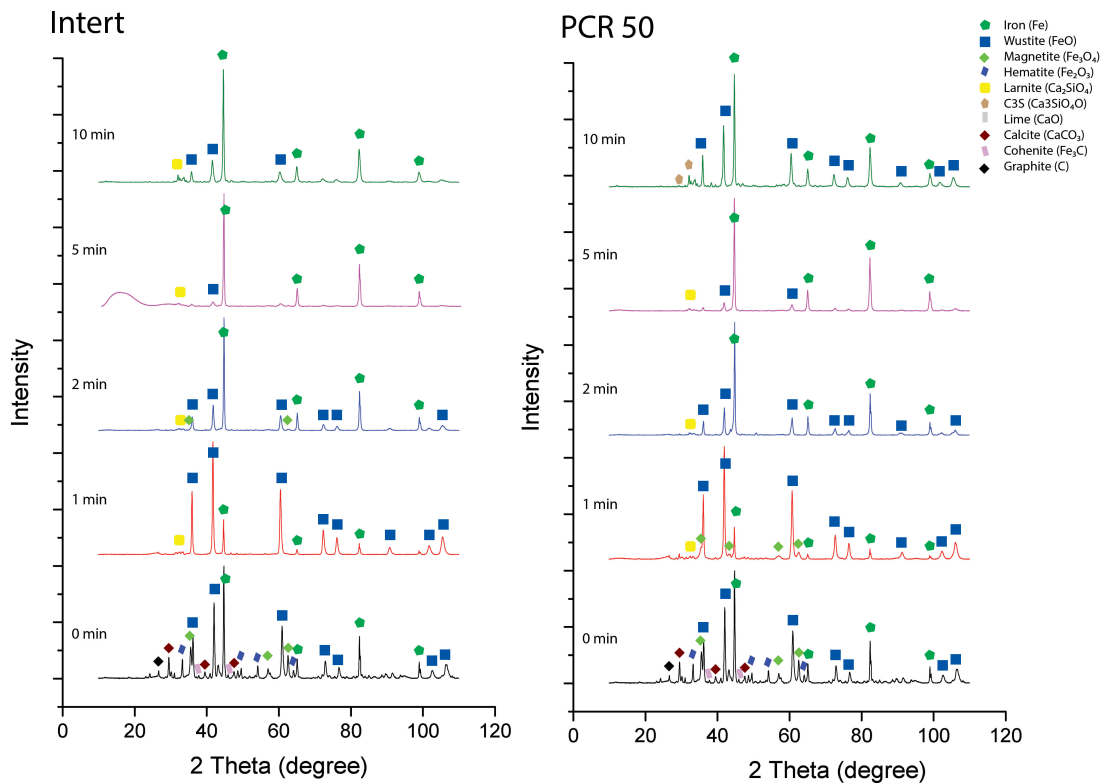 Intert
PCR 50
Iron (Fe)
Wustite (FeO)
Magnetite (Fe₃O₄)
Hematite (Fe₂O₃)
Larnite (Ca₂SiO₄)
C3S (Ca3SiO₄O)
Lime (CaO)
Calcite (CaCO₃)
Cohenite (Fe₃C)
Graphite (C)
10 min
5 min
2 min
1 min
0 min
Intensity
0 20 40 60 80 100 120
2 Theta (degree)
10 min
5 min
2 min
1 min
0 min
Intensity
0 20 40 60 80 100 120
2 Theta (degree)